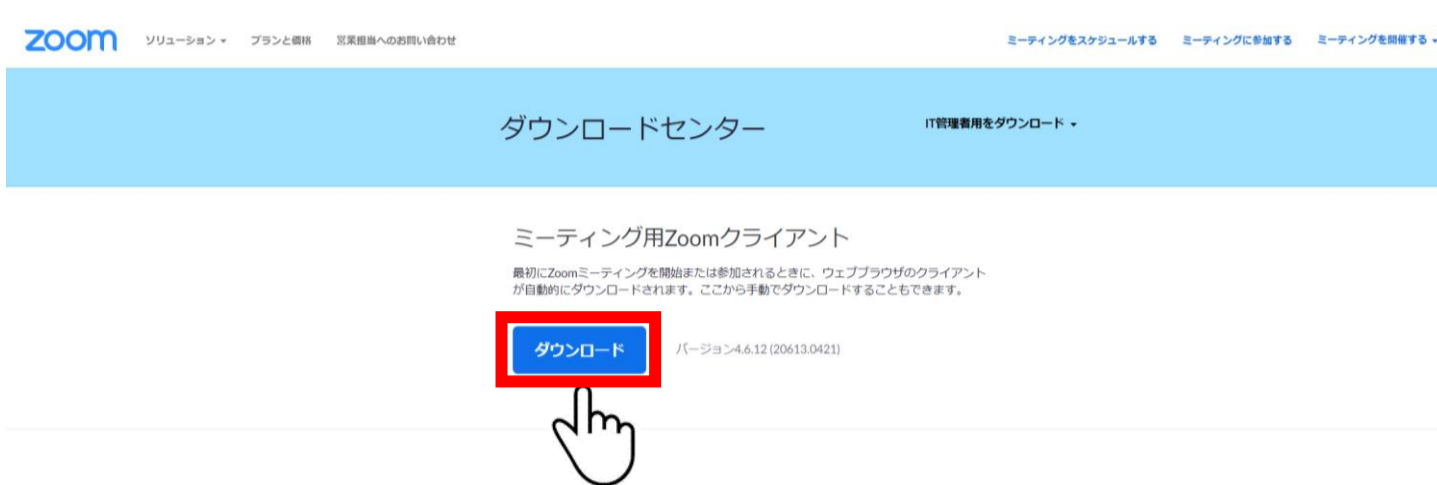 zoom ソリューション プランと価格 営業担当へのお問い合わせ ミーティングをスケジュールする ミーティングに参加する ミーティングを開催する
ダウンロードセンター IT管理者用をダウンロード
ミーティング用Zoomクライアント
最初にZoomミーティングを開始または参加されるときに、ウェブブラウザのクライアント
が自動的にダウンロードされます。ここから手動でダウンロードすることもできます。
ダウンロード バージョン4.6.12 (20613.0421)